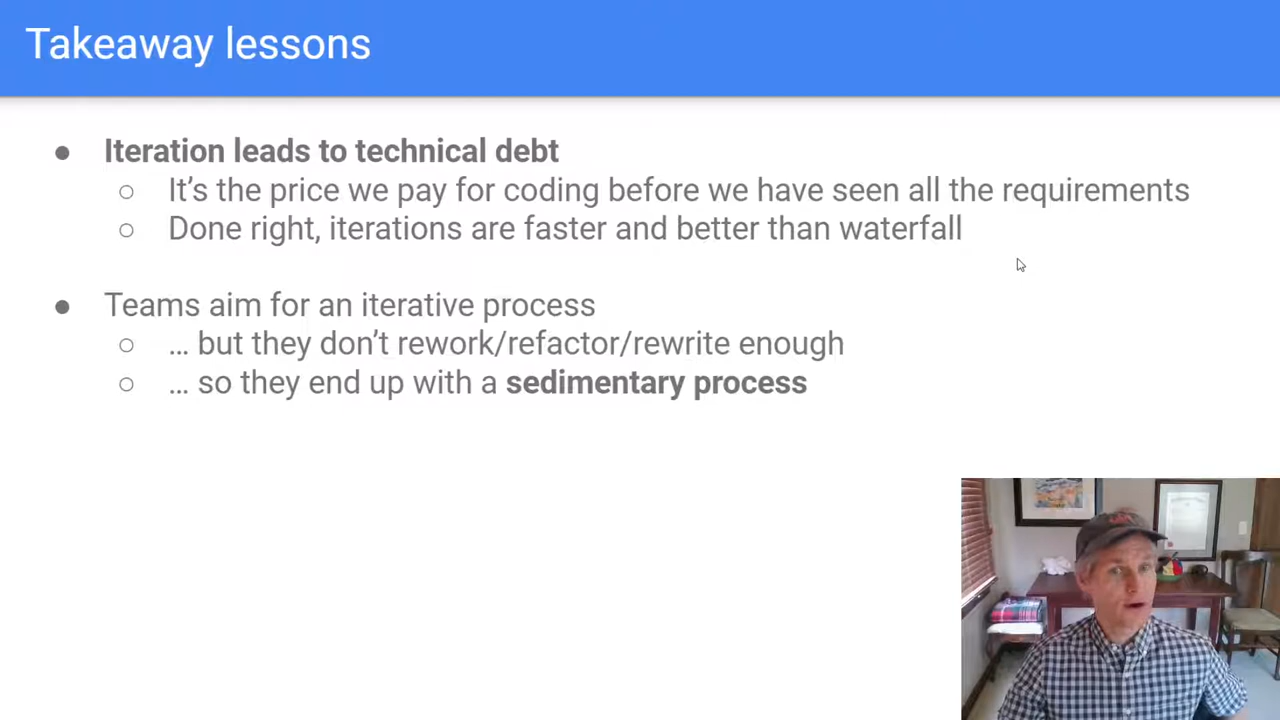 Takeaway lessons
● Iteration leads to technical debt
○ It's the price we pay for coding before we have seen all the requirements
○ Done right, iterations are faster and better than waterfall
● Teams aim for an iterative process
○ … but they don't rework/refactor/rewrite enough
○ … so they end up with a sedimentary process